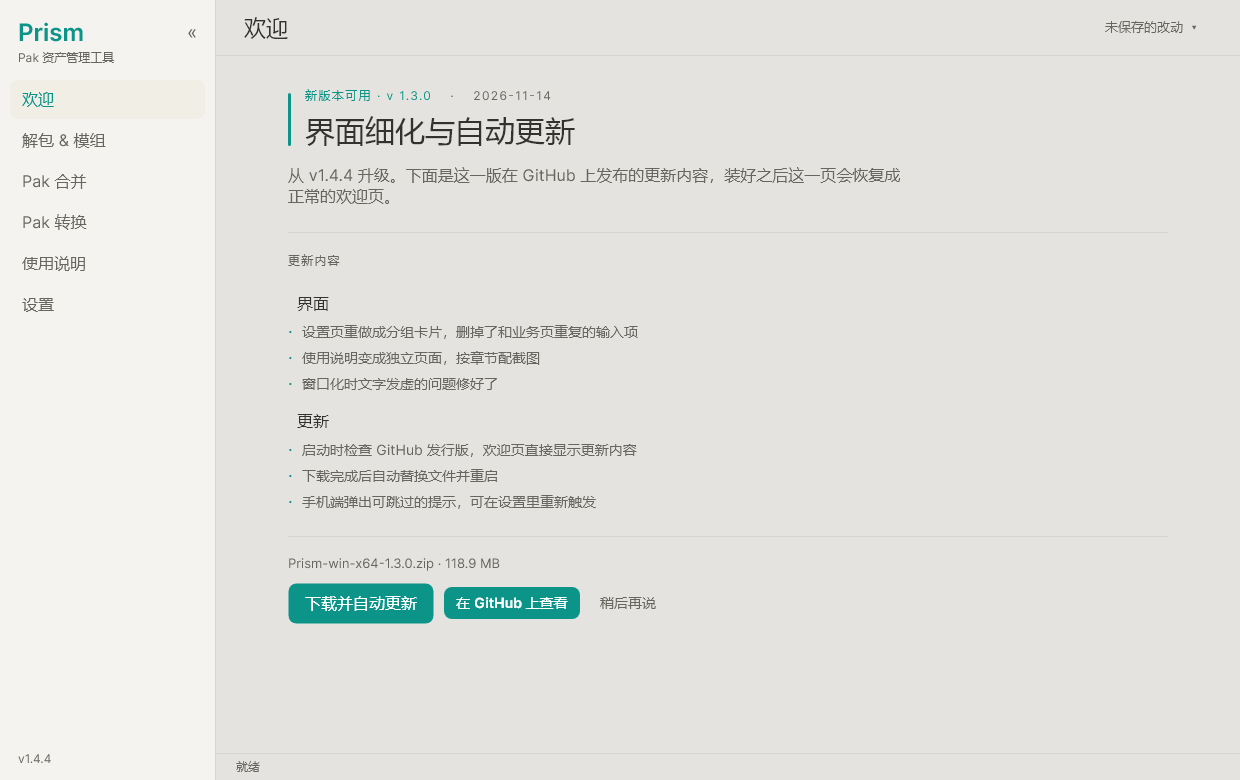 Prism
«
Pak 资产管理工具
欢迎
解包 & 模组
Pak 合并
Pak 转换
使用说明
设置
v1.4.4
欢迎
未保存的改动 ▾
新版本可用 · v 1.3.0 · 2026-11-14
界面细化与自动更新
从 v1.4.4 升级。下面是这一版在 GitHub 上发布的更新内容，装好之后这一页会恢复成
正常的欢迎页。
更新内容
界面
· 设置页重做成分组卡片，删掉了和业务页重复的输入项
· 使用说明变成独立页面，按章节配截图
· 窗口化时文字发虚的问题修好了
更新
· 启动时检查 GitHub 发行版，欢迎页直接显示更新内容
· 下载完成后自动替换文件并重启
· 手机端弹出可跳过的提示，可在设置里重新触发
Prism-win-x64-1.3.0.zip · 118.9 MB
下载并自动更新
在 GitHub 上查看
稍后再说
就绪